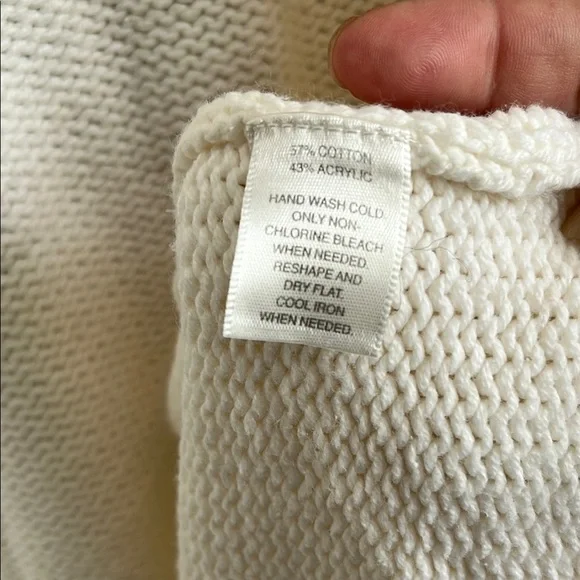 57% COTTON
43% ACRYLIC
HAND WASH COLD.
ONLY NON-
CHLORINE BLEACH
WHEN NEEDED.
RESHAPE AND
DRY FLAT.
COOL IRON
WHEN NEEDED.